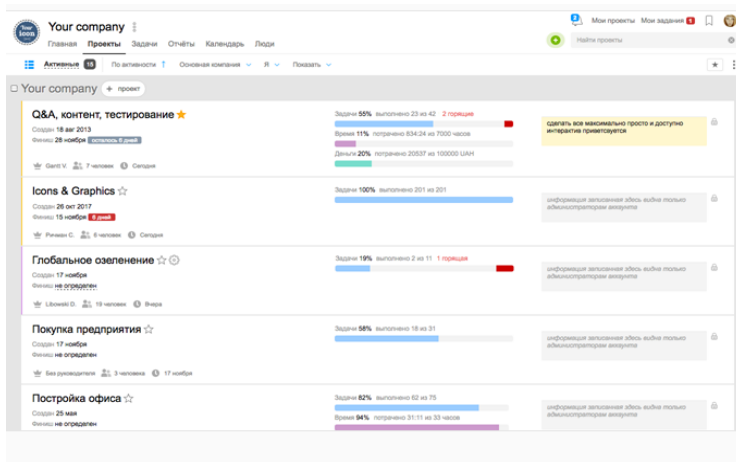 Your icon
Your company
2
Мои проекты Мои задания 1
Главная Проекты Задачи Отчёты Календарь Люди
Найти проекты
Активные 15 По активности Основная компания Я Показать
Your company + проект
Q&A, контент, тестирование
Создан 18 авг 2013
Финиш 28 ноября осталось 6 дней
Gantt V. 7 человек Сегодня
Задачи 55% выполнено 23 из 42 2 горящие
Время 11% потрачено 834:24 из 7000 часов
Деньги 20% потрачено 20537 из 100000 UAH
сделать все максимально просто и доступно
интерактив приветсвуется
Icons & Graphics
Создан 26 окт 2017
Финиш 15 ноября 6 дней
Ричман С. 6 человек Сегодня
Задачи 100% выполнено 201 из 201
информация записанная здесь видна только
администраторам аккаунта
Глобальное озеленение
Создан 17 ноября
Финиш не определен
Libowski D. 18 человек Вчера
Задачи 19% выполнено 2 из 11 1 горящая
информация записанная здесь видна только
администраторам аккаунта
Покупка предприятия
Создан 17 ноября
Финиш не определен
Без руководителя 3 человека 17 ноября
Задачи 58% выполнено 18 из 31
информация записанная здесь видна только
администраторам аккаунта
Постройка офиса
Создан 25 мая
Финиш не определен
Задачи 82% выполнено 62 из 75
Время 94% потрачено 31:11 из 33 часов
информация записанная здесь видна только
администраторам аккаунта